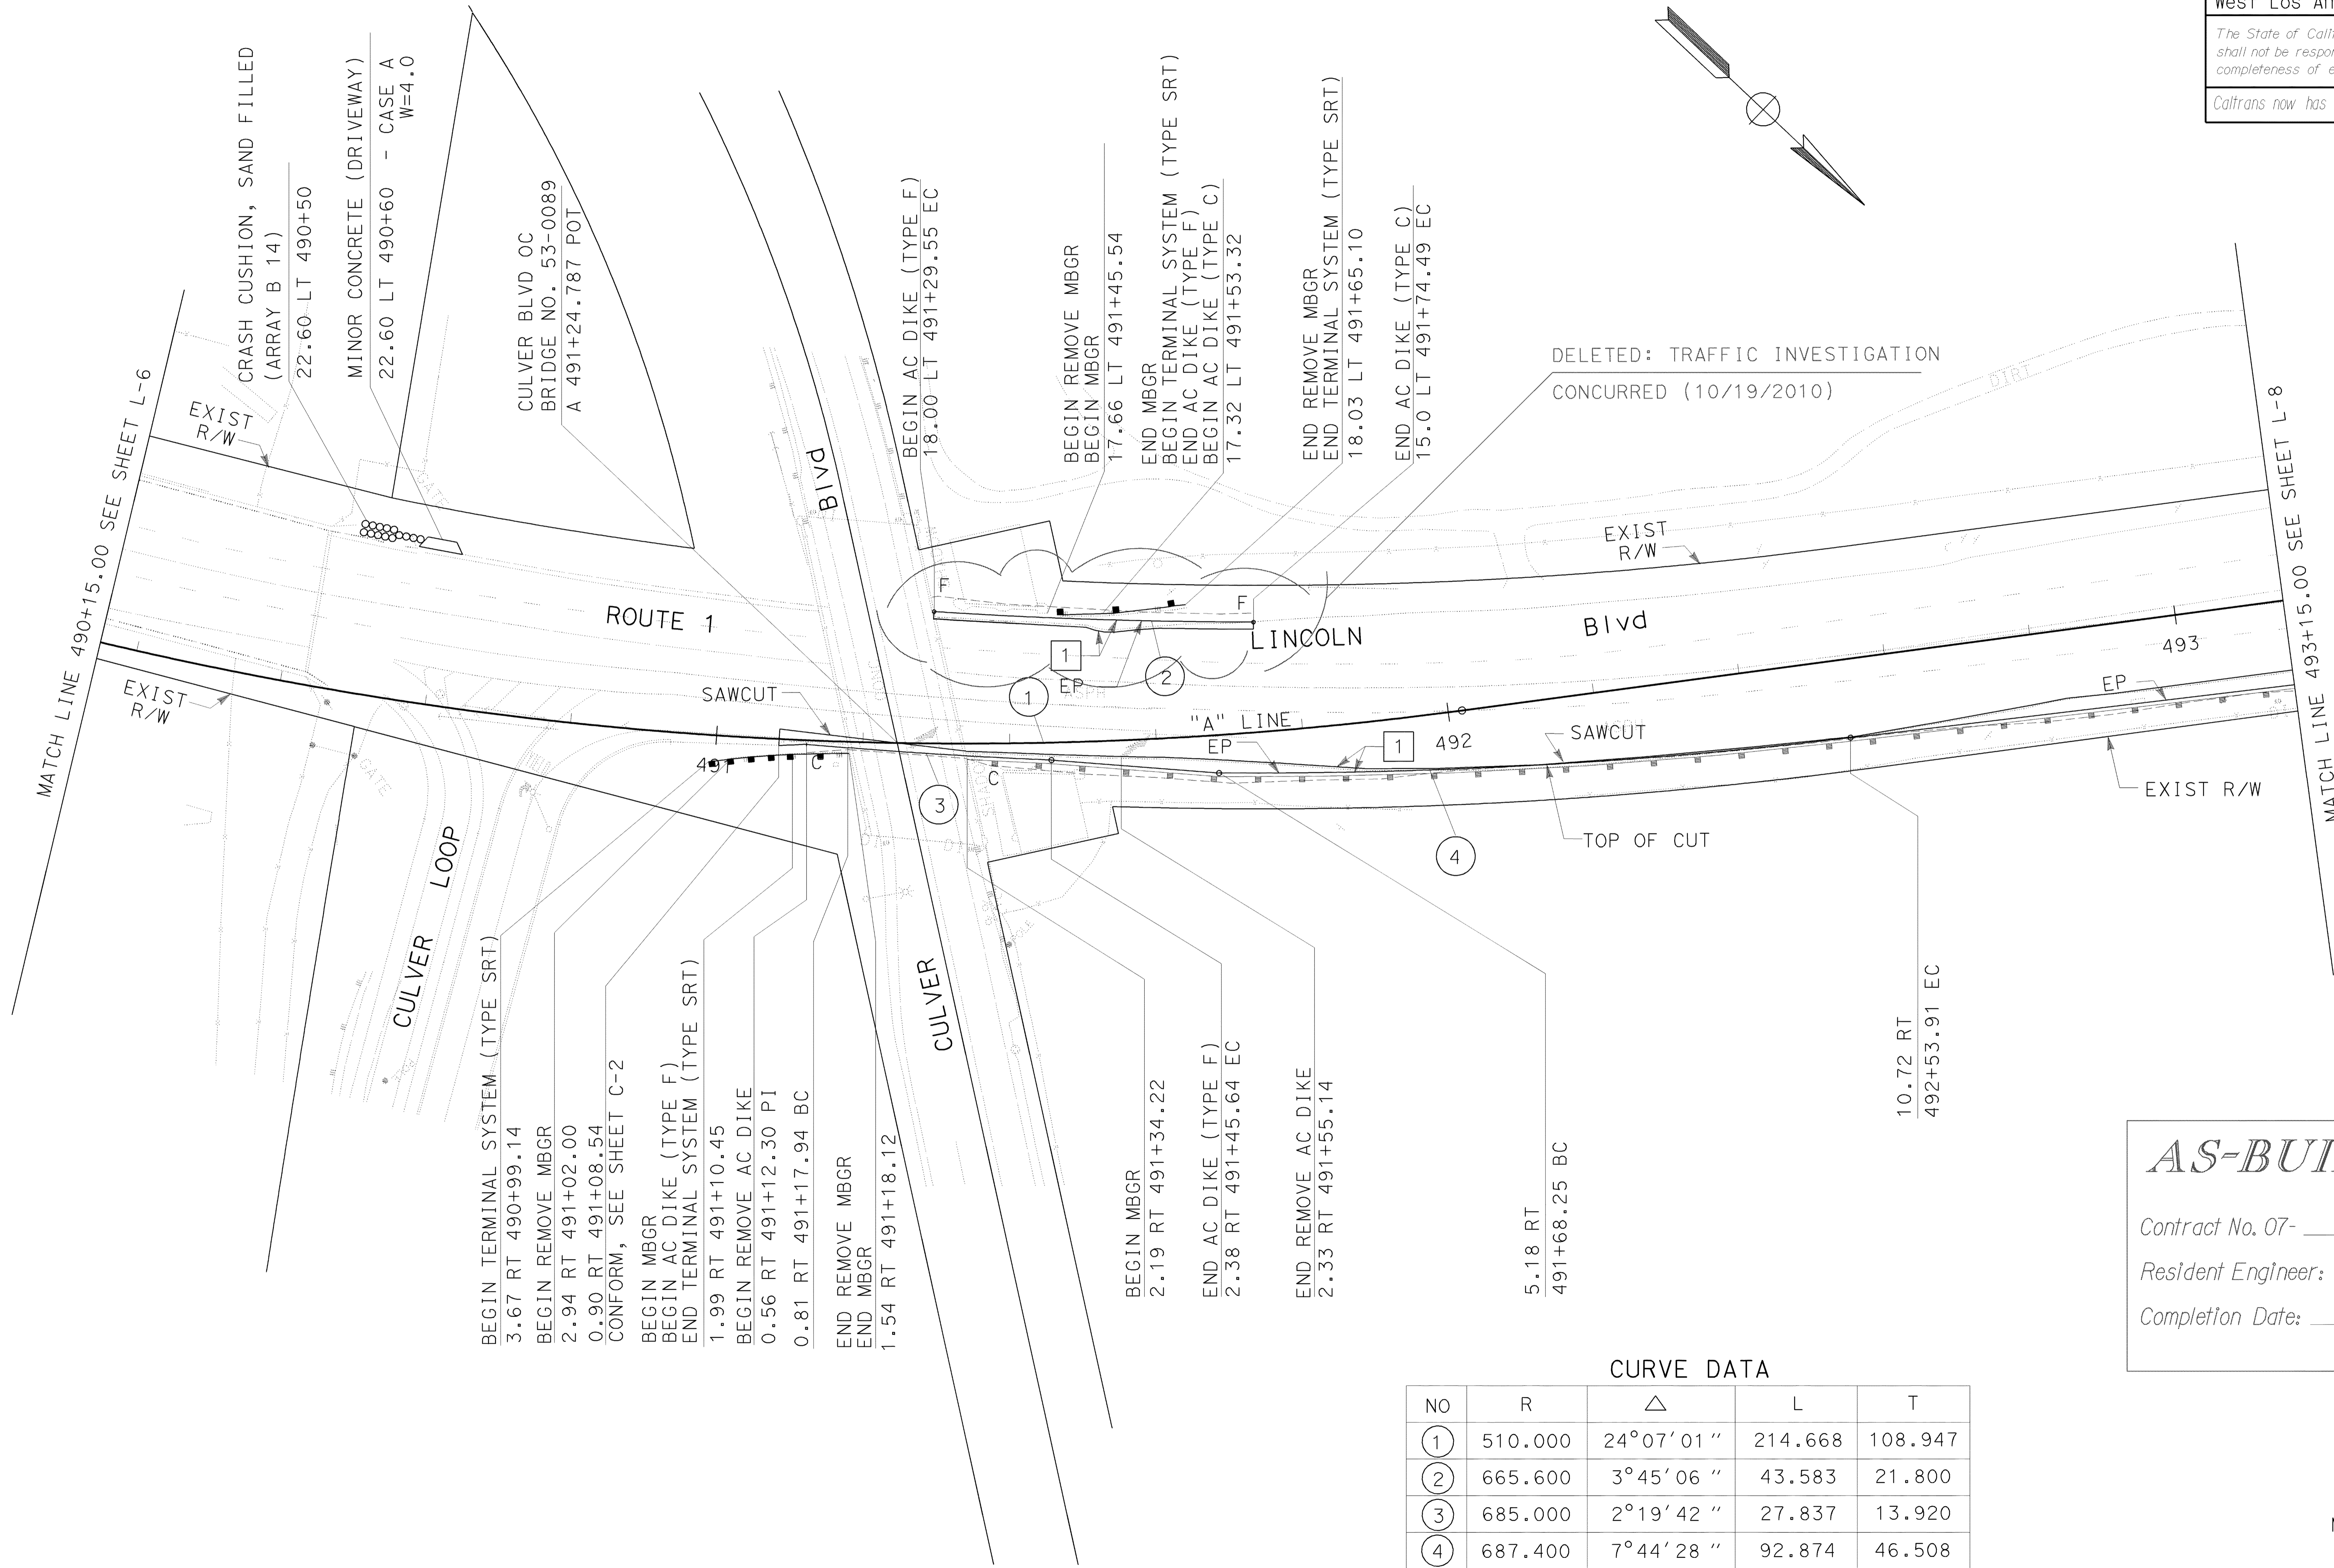 West Los An
The State of Calif
shall not be respon
completeness of e
Caltrans now has
CRASH CUSHION, SAND FILLED
(ARRAY B 14)
22.60 LT 490+50
MINOR CONCRETE (DRIVEWAY)
22.60 LT 490+60 - CASE A
W=4.0
CULVER BLVD OC
BRIDGE NO. 53-0089
A 491+24.787 POT
BEGIN AC DIKE (TYPE F)
18.00 LT 491+29.55 EC
BEGIN REMOVE MBGR
BEGIN MBGR
17.66 LT 491+45.54
END MBGR
BEGIN TERMINAL SYSTEM (TYPE SRT)
END AC DIKE (TYPE F)
BEGIN AC DIKE (TYPE C)
17.32 LT 491+53.32
END REMOVE MBGR
END TERMINAL SYSTEM (TYPE SRT)
18.03 LT 491+65.10
END AC DIKE (TYPE C)
15.0 LT 491+74.49 EC
DELETED: TRAFFIC INVESTIGATION
CONCURRED (10/19/2010)
DIRT
MATCH LINE 490+15.00 SEE SHEET L-6
EXIST
R/W
GATE
Blvd
ROUTE 1
F
F
1
EP
2
1
LINCOLN
Blvd
EXIST
R/W
493
MATCH LINE 493+15.00 SEE SHEET L-8
EXIST
R/W
GATE
SAWCUT
491
C
C
3
"A" LINE
EP
1
492
SAWCUT
EP
TOP OF CUT
4
EXIST R/W
CULVER LOOP
CULVER
POLE
BEGIN TERMINAL SYSTEM (TYPE SRT)
3.67 RT 490+99.14
BEGIN REMOVE MBGR
2.94 RT 491+02.00
0.90 RT 491+08.54
CONFORM, SEE SHEET C-2
BEGIN MBGR
BEGIN AC DIKE (TYPE F)
END TERMINAL SYSTEM (TYPE SRT)
1.99 RT 491+10.45
BEGIN REMOVE AC DIKE
0.56 RT 491+12.30 PI
0.81 RT 491+17.94 BC
END REMOVE MBGR
END MBGR
1.54 RT 491+18.12
BEGIN MBGR
2.19 RT 491+34.22
END AC DIKE (TYPE F)
2.38 RT 491+45.64 EC
END REMOVE AC DIKE
2.33 RT 491+55.14
5.18 RT
491+68.25 BC
10.72 RT
492+53.91 EC
AS-BUI
Contract No. 07-
Resident Engineer:
Completion Date:
CURVE DATA
NO R △ L T
1 510.000 24°07'01" 214.668 108.947
2 665.600 3°45'06" 43.583 21.800
3 685.000 2°19'42" 27.837 13.920
4 687.400 7°44'28" 92.874 46.508